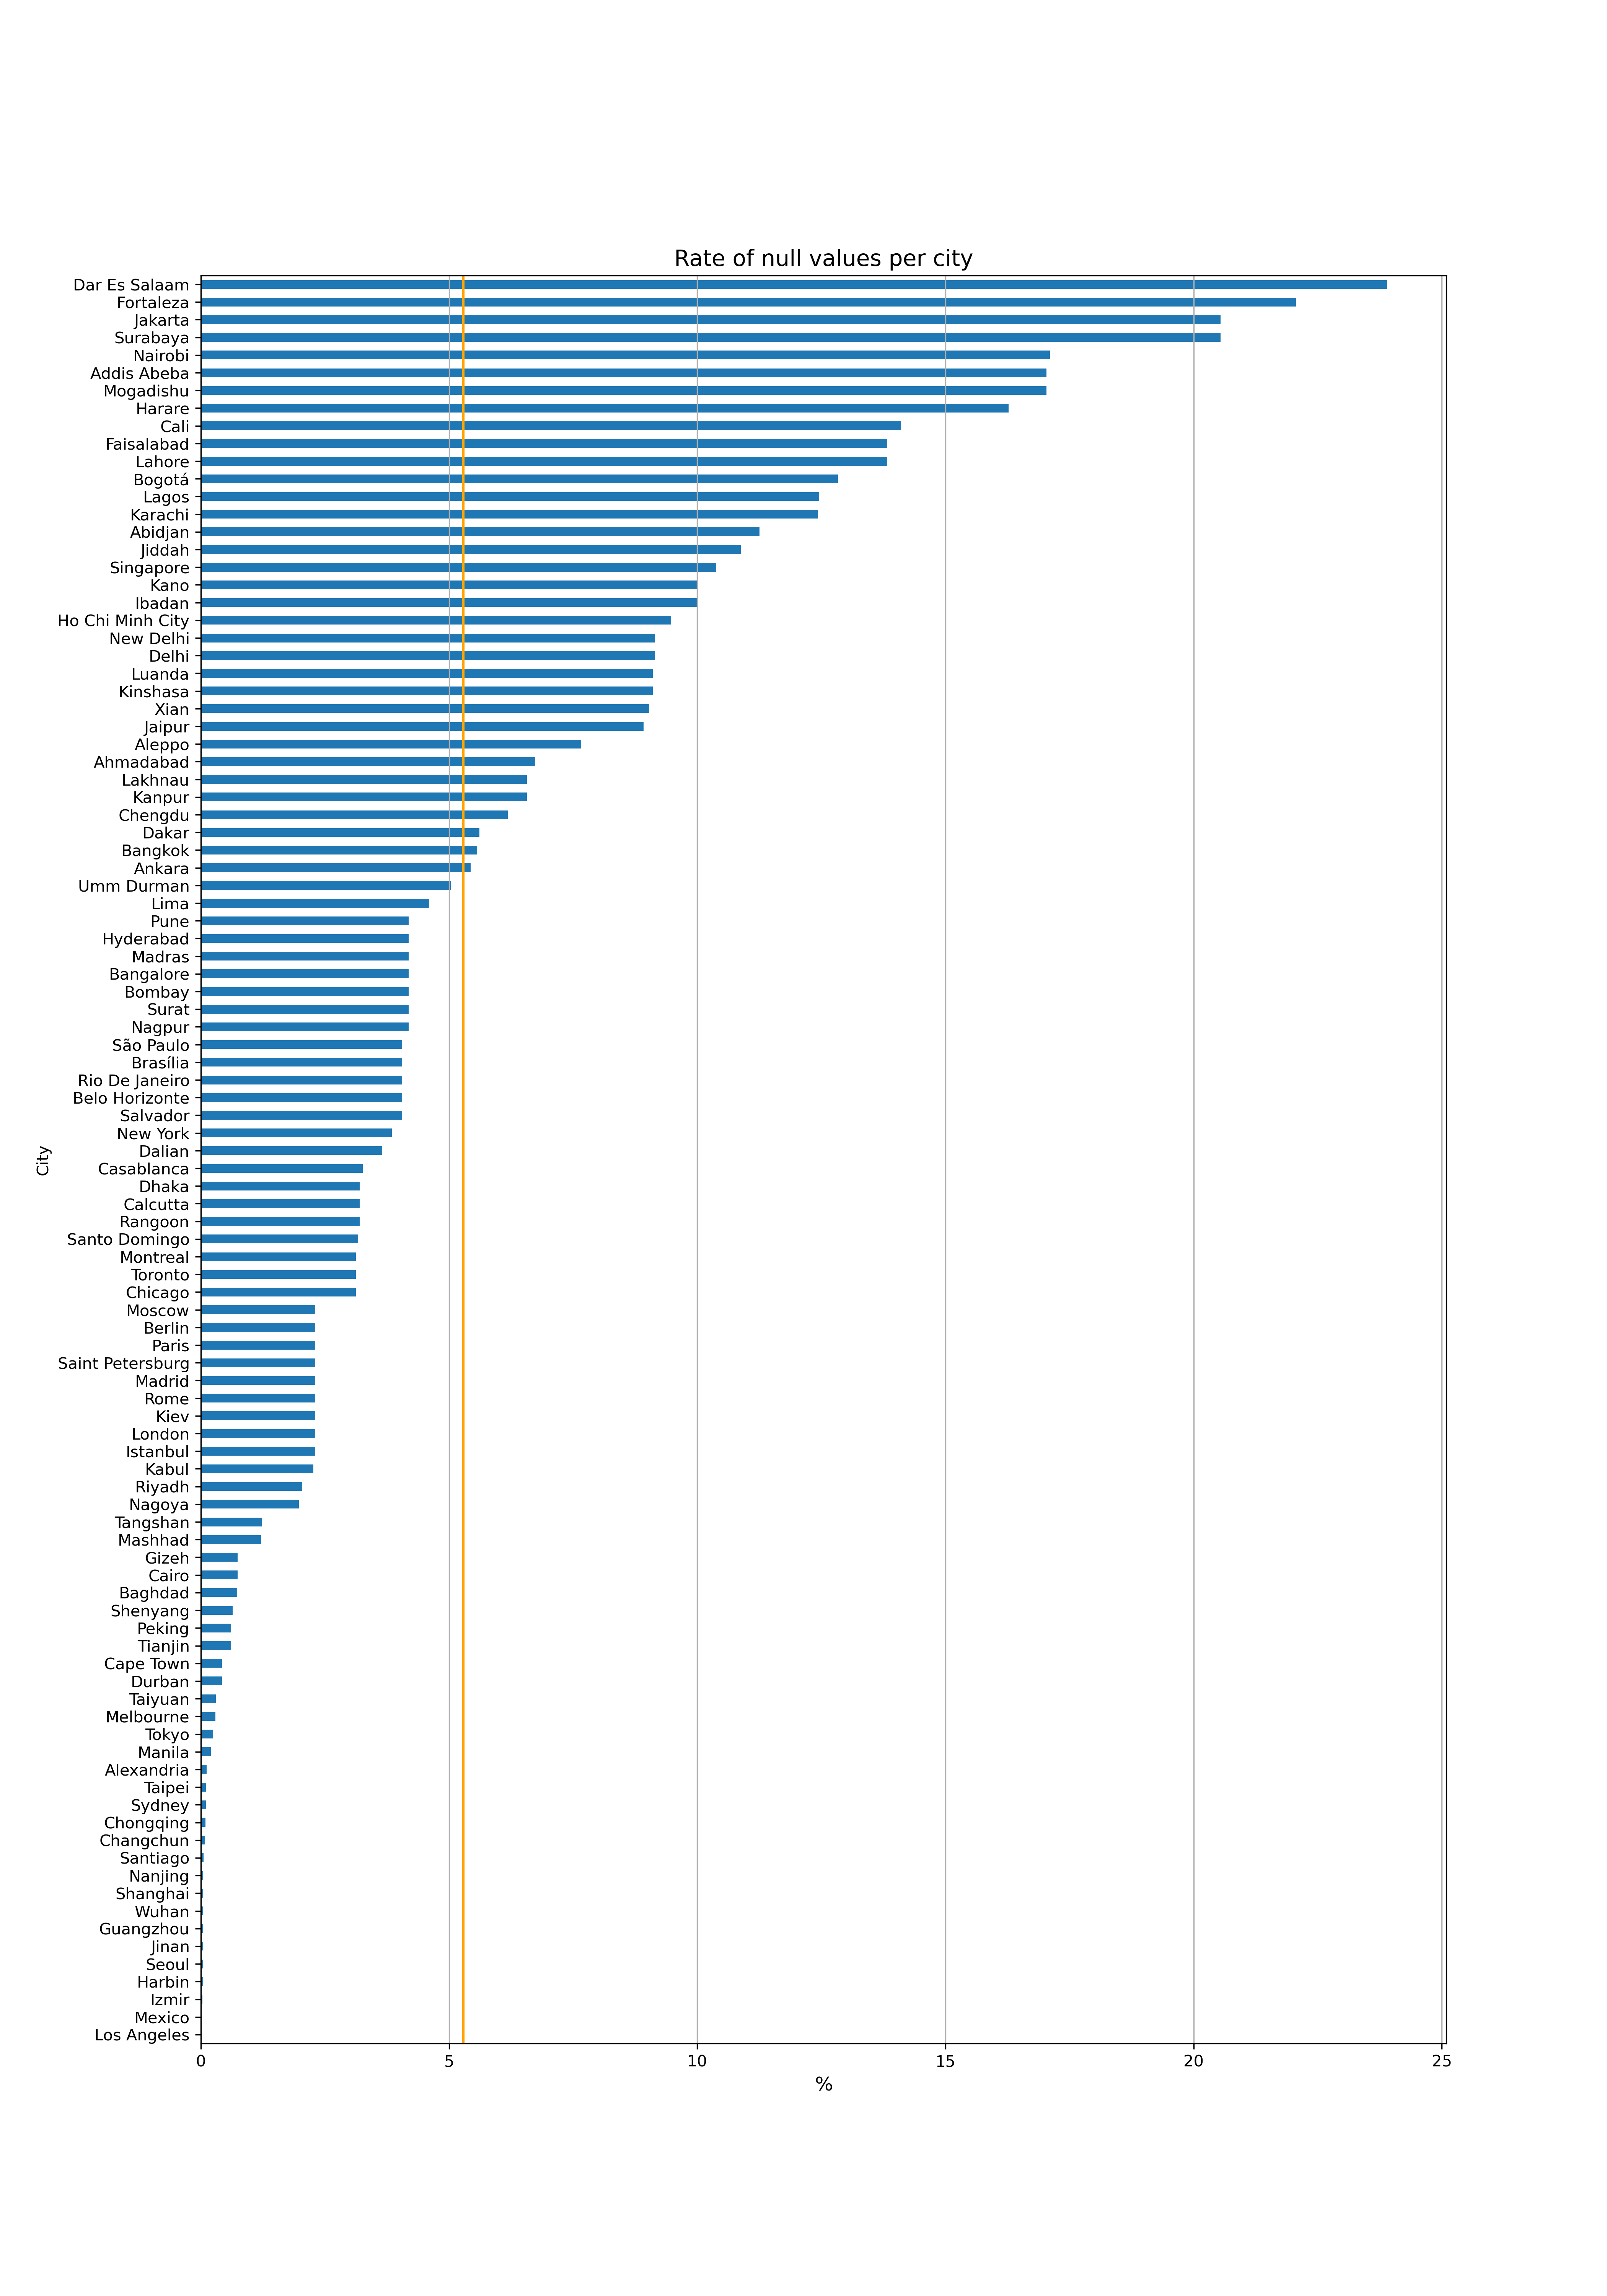 Rate of null values per city
Dar Es Salaam
Fortaleza
Jakarta
Surabaya
Nairobi
Addis Abeba
Mogadishu
Harare
Cali
Faisalabad
Lahore
Bogotá
Lagos
Karachi
Abidjan
Jiddah
Singapore
Kano
Ibadan
Ho Chi Minh City
New Delhi
Delhi
Luanda
Kinshasa
Xian
Jaipur
Aleppo
Ahmadabad
Lakhnau
Kanpur
Chengdu
Dakar
Bangkok
Ankara
Umm Durman
Lima
Pune
Hyderabad
Madras
Bangalore
Bombay
Surat
Nagpur
São Paulo
Brasília
Rio De Janeiro
Belo Horizonte
Salvador
New York
Dalian
Casablanca
Dhaka
Calcutta
Rangoon
Santo Domingo
Montreal
Toronto
Chicago
Moscow
Berlin
Paris
Saint Petersburg
Madrid
Rome
Kiev
London
Istanbul
Kabul
Riyadh
Nagoya
Tangshan
Mashhad
Gizeh
Cairo
Baghdad
Shenyang
Peking
Tianjin
Cape Town
Durban
Taiyuan
Melbourne
Tokyo
Manila
Alexandria
Taipei
Sydney
Chongqing
Changchun
Santiago
Nanjing
Shanghai
Wuhan
Guangzhou
Jinan
Seoul
Harbin
Izmir
Mexico
Los Angeles
City
0 5 10 15 20 25
%